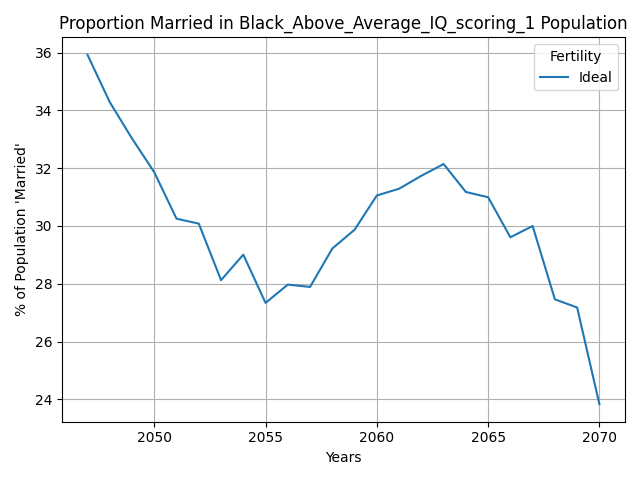 Proportion Married in Black_Above_Average_IQ_scoring_1 Population
Fertility
Ideal
% of Population 'Married'
36
34
32
30
28
26
24
2050
2055
2060
2065
2070
Years